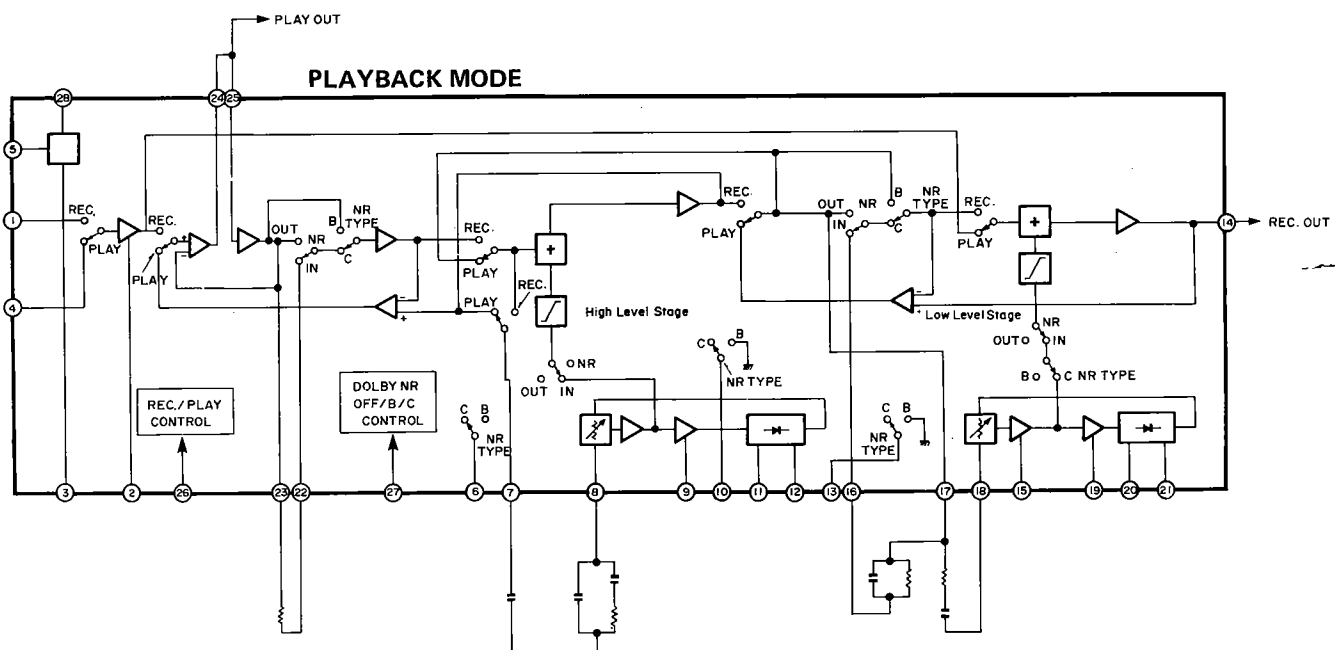 PLAY OUT
PLAYBACK MODE
28
24
25
5
1
REC.
REC.
PLAY
PLAY
+
-
4
OUT
NR
IN
B
NR
TYPE
C
REC.
PLAY
+
-
+
PLAY
REC.
High Level Stage
OUT
NR
IN
REC.
PLAY
OUT
NR
IN
B
NR
TYPE
C
REC.
PLAY
+
14
REC. OUT
-
+
Low Level Stage
NR
OUT
IN
B
C NR TYPE
REC./PLAY
CONTROL
DOLBY NR
OFF/B/C
CONTROL
C
B
NR
TYPE
C
B
NR TYPE
C
B
NR
TYPE
3
2
26
23
22
27
6
7
8
9
10
11
12
13
16
17
18
15
19
20
21